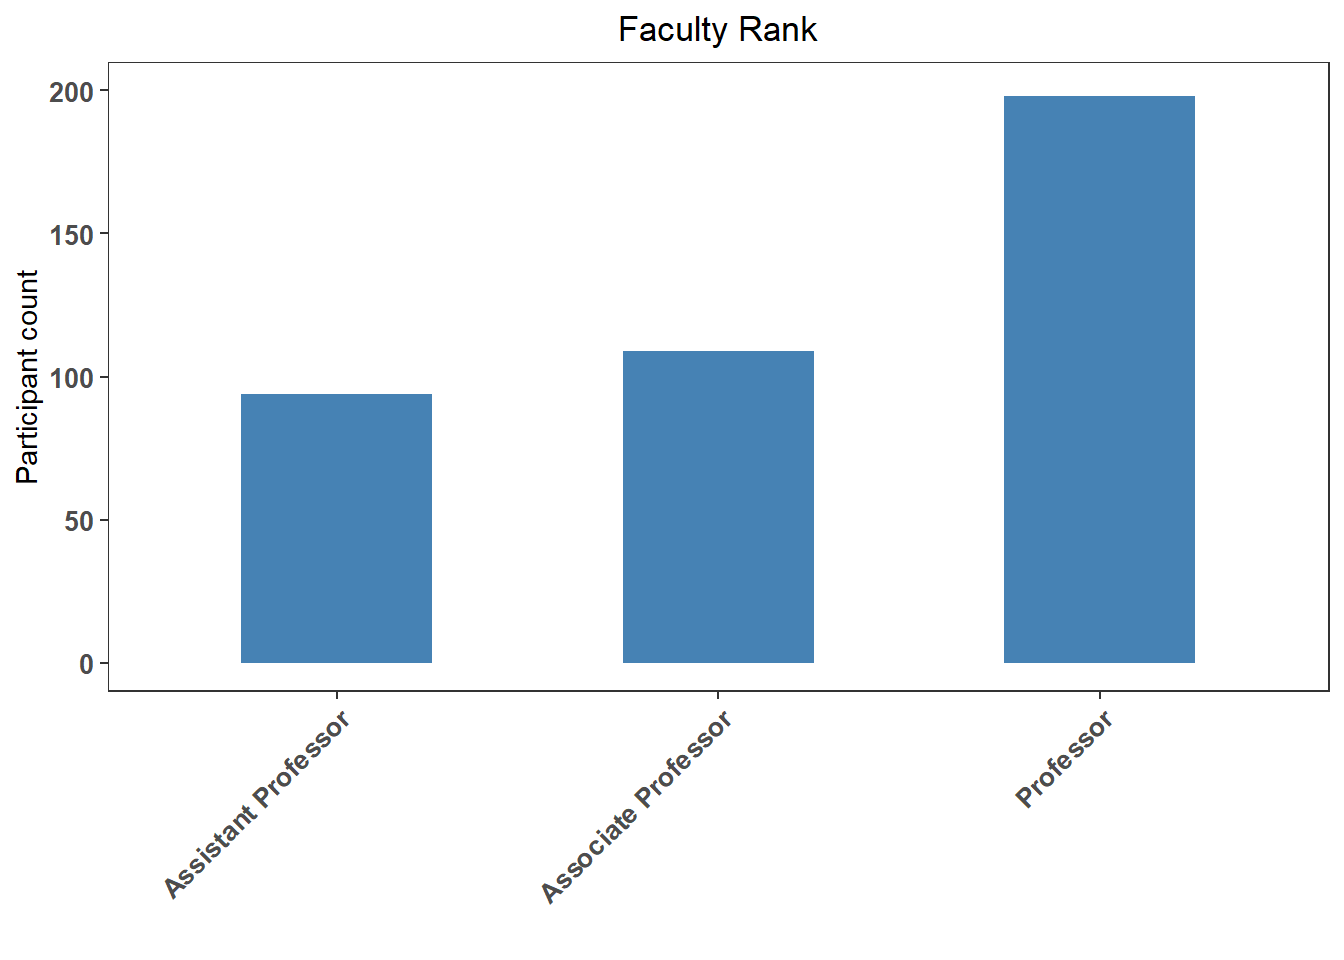 Faculty Rank
Participant count
200
150
100
50
0
Assistant Professor
Associate Professor
Professor